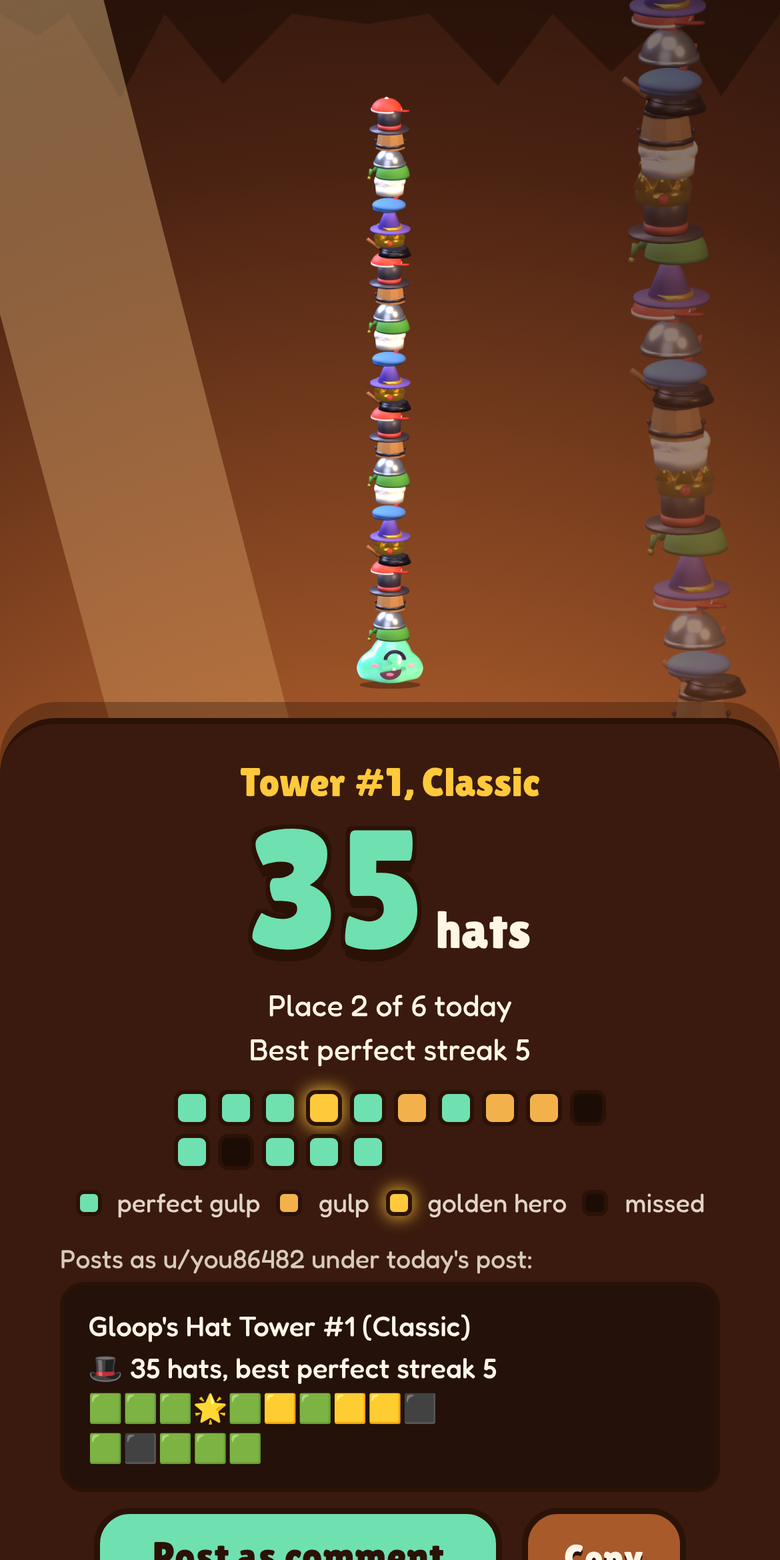 Tower #1, Classic
35 hats
Place 2 of 6 today
Best perfect streak 5
perfect gulp gulp golden hero missed
Posts as u/you86482 under today's post:
Gloop's Hat Tower #1 (Classic)
🎩 35 hats, best perfect streak 5
🟩🟩🟩🌟🟩🟨🟩🟨🟨⬛
🟩⬛🟩🟩🟩
Post as comment
Copy